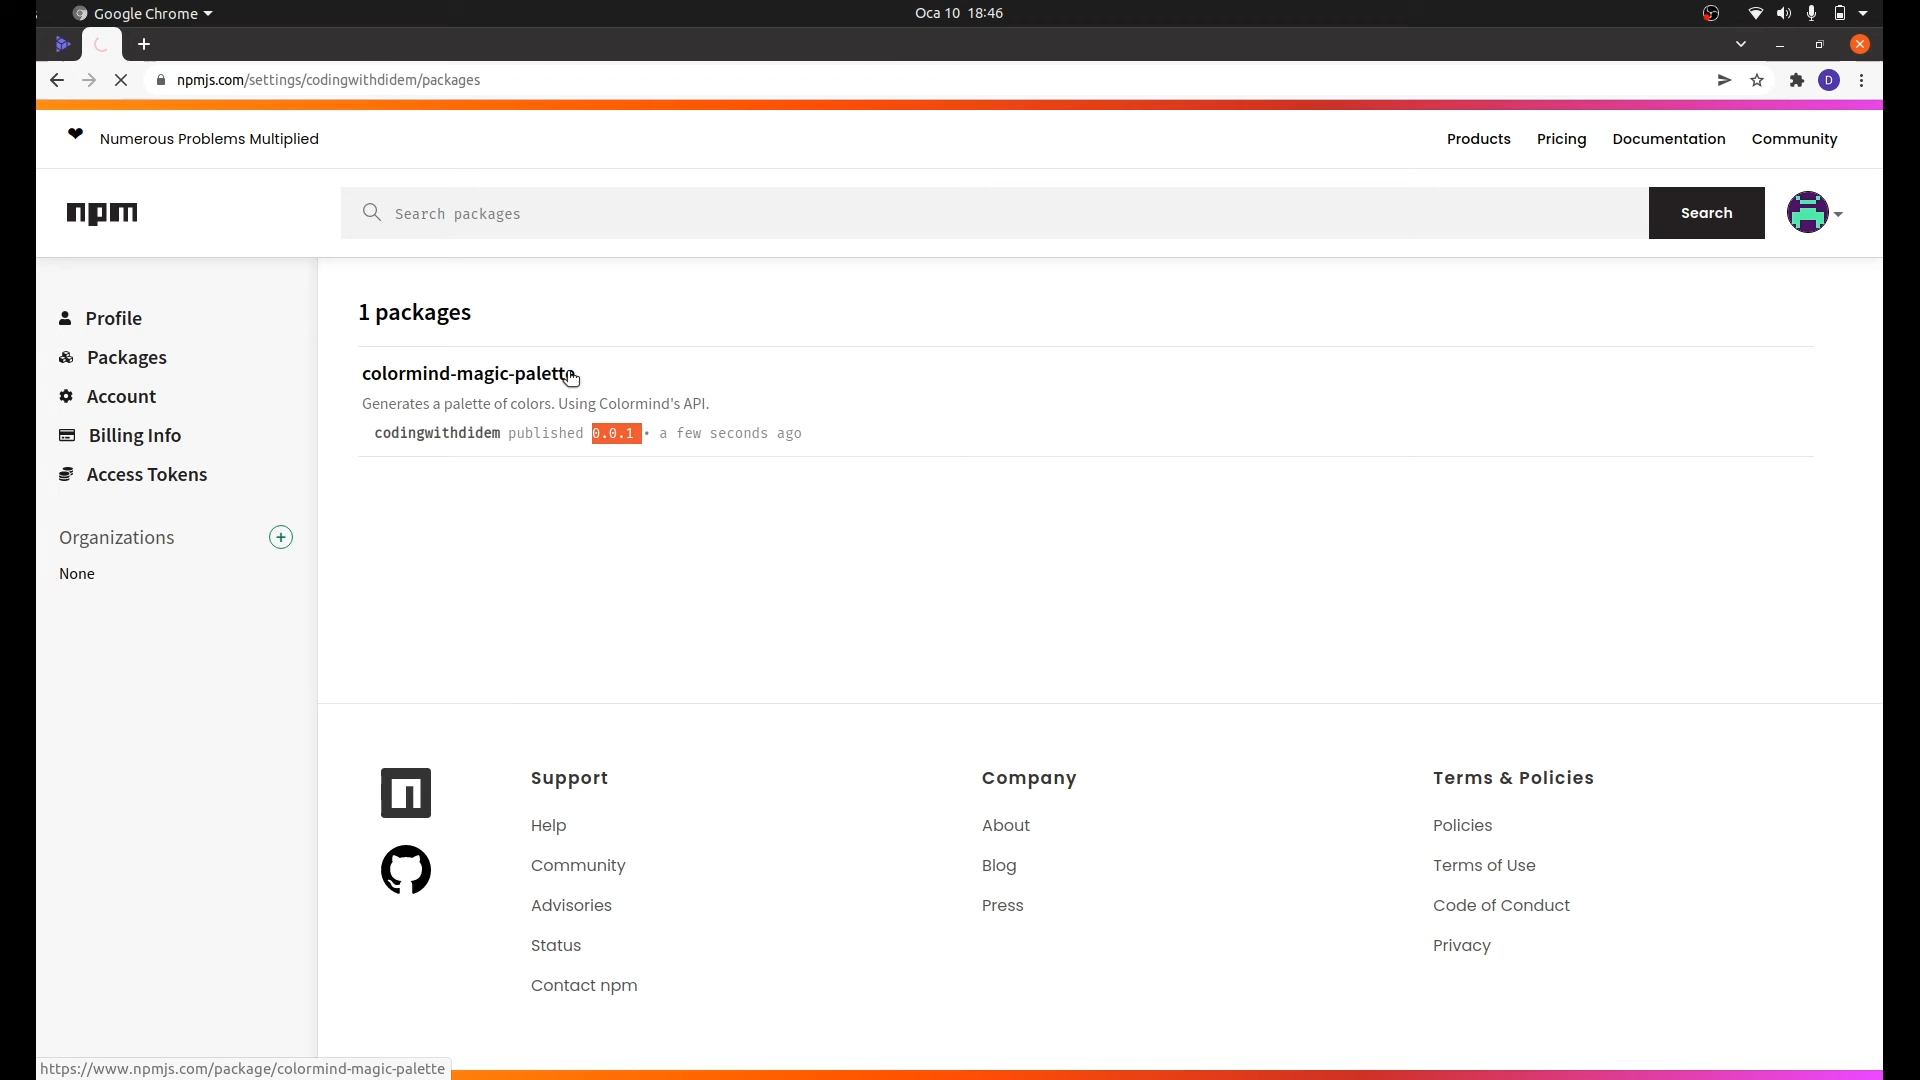 Google Chrome
Oca 10 18:46
npmjs.com/settings/codingwithdidem/packages
D
Numerous Problems Multiplied
Products
Pricing
Documentation
Community
npm
Search packages
Search
Profile
Packages
Account
Billing Info
Access Tokens
Organizations
None
1 packages
colormind-magic-palette
Generates a palette of colors. Using Colormind's API.
codingwithdidem published 0.0.1 • a few seconds ago
Support
Help
Community
Advisories
Status
Contact npm
Company
About
Blog
Press
Terms & Policies
Policies
Terms of Use
Code of Conduct
Privacy
https://www.npmjs.com/package/colormind-magic-palette